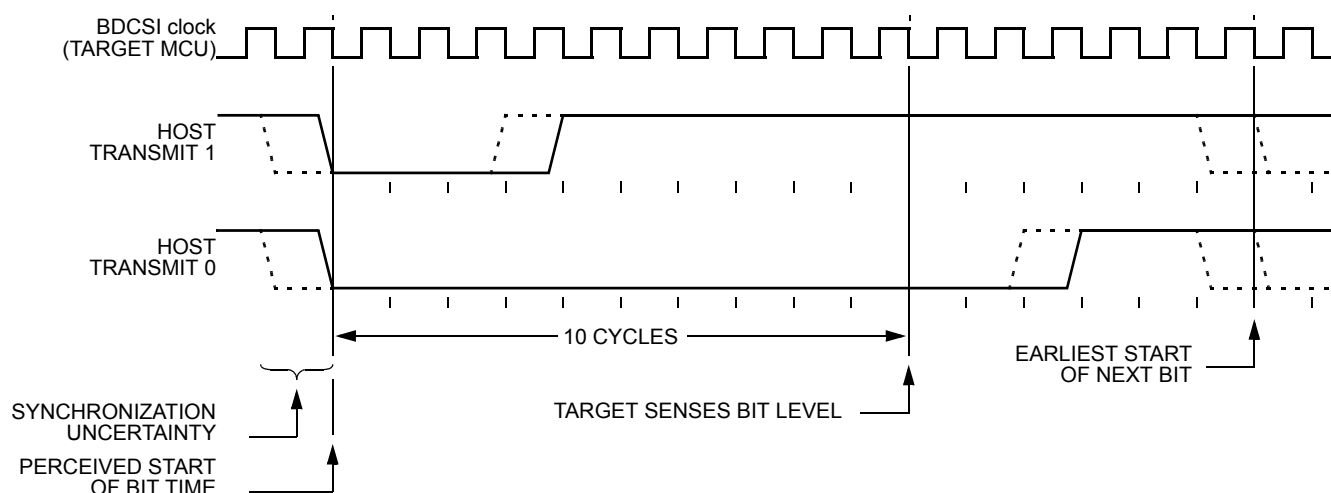 BDCSI clock
(TARGET MCU)
HOST
TRANSMIT 1
HOST
TRANSMIT 0
10 CYCLES
EARLIEST START
OF NEXT BIT
TARGET SENSES BIT LEVEL
SYNCHRONIZATION
UNCERTAINTY
PERCEIVED START
OF BIT TIME